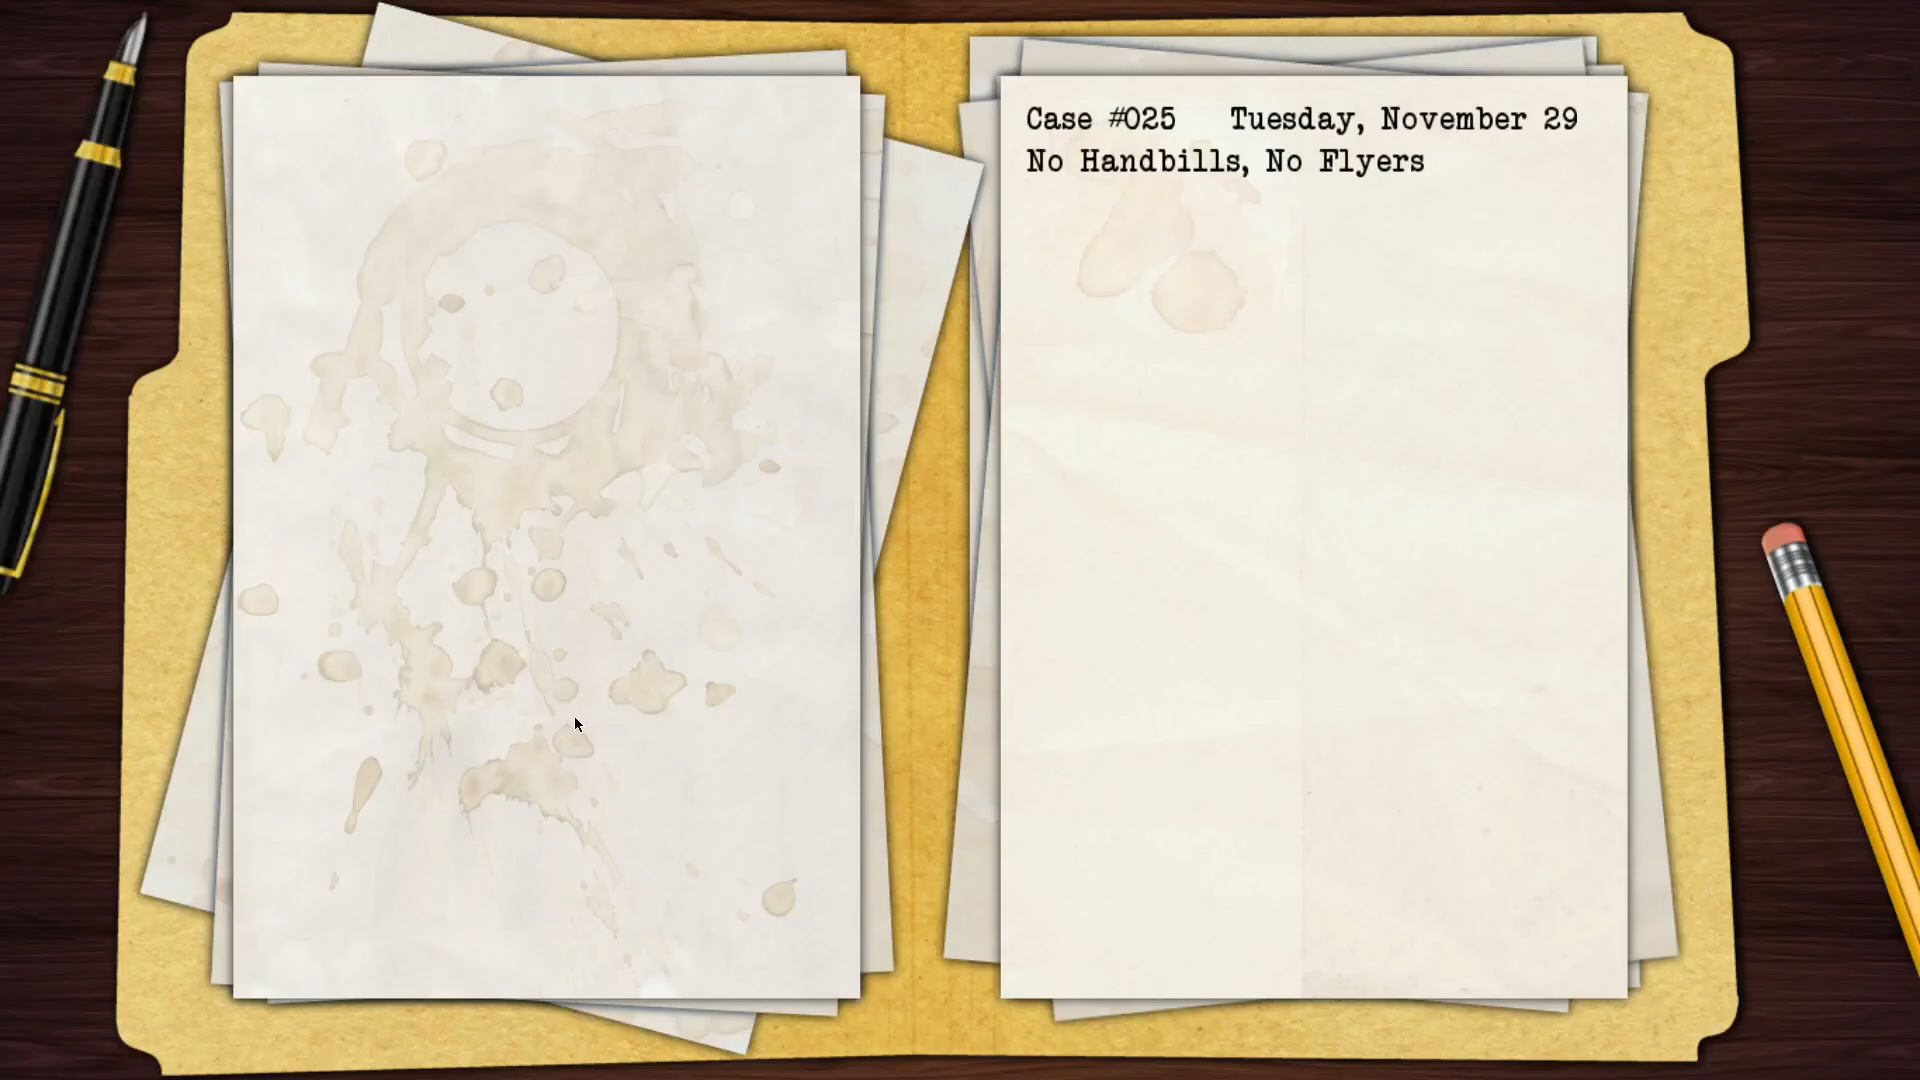 Case #025 Tuesday, November 29
No Handbills, No Flyers